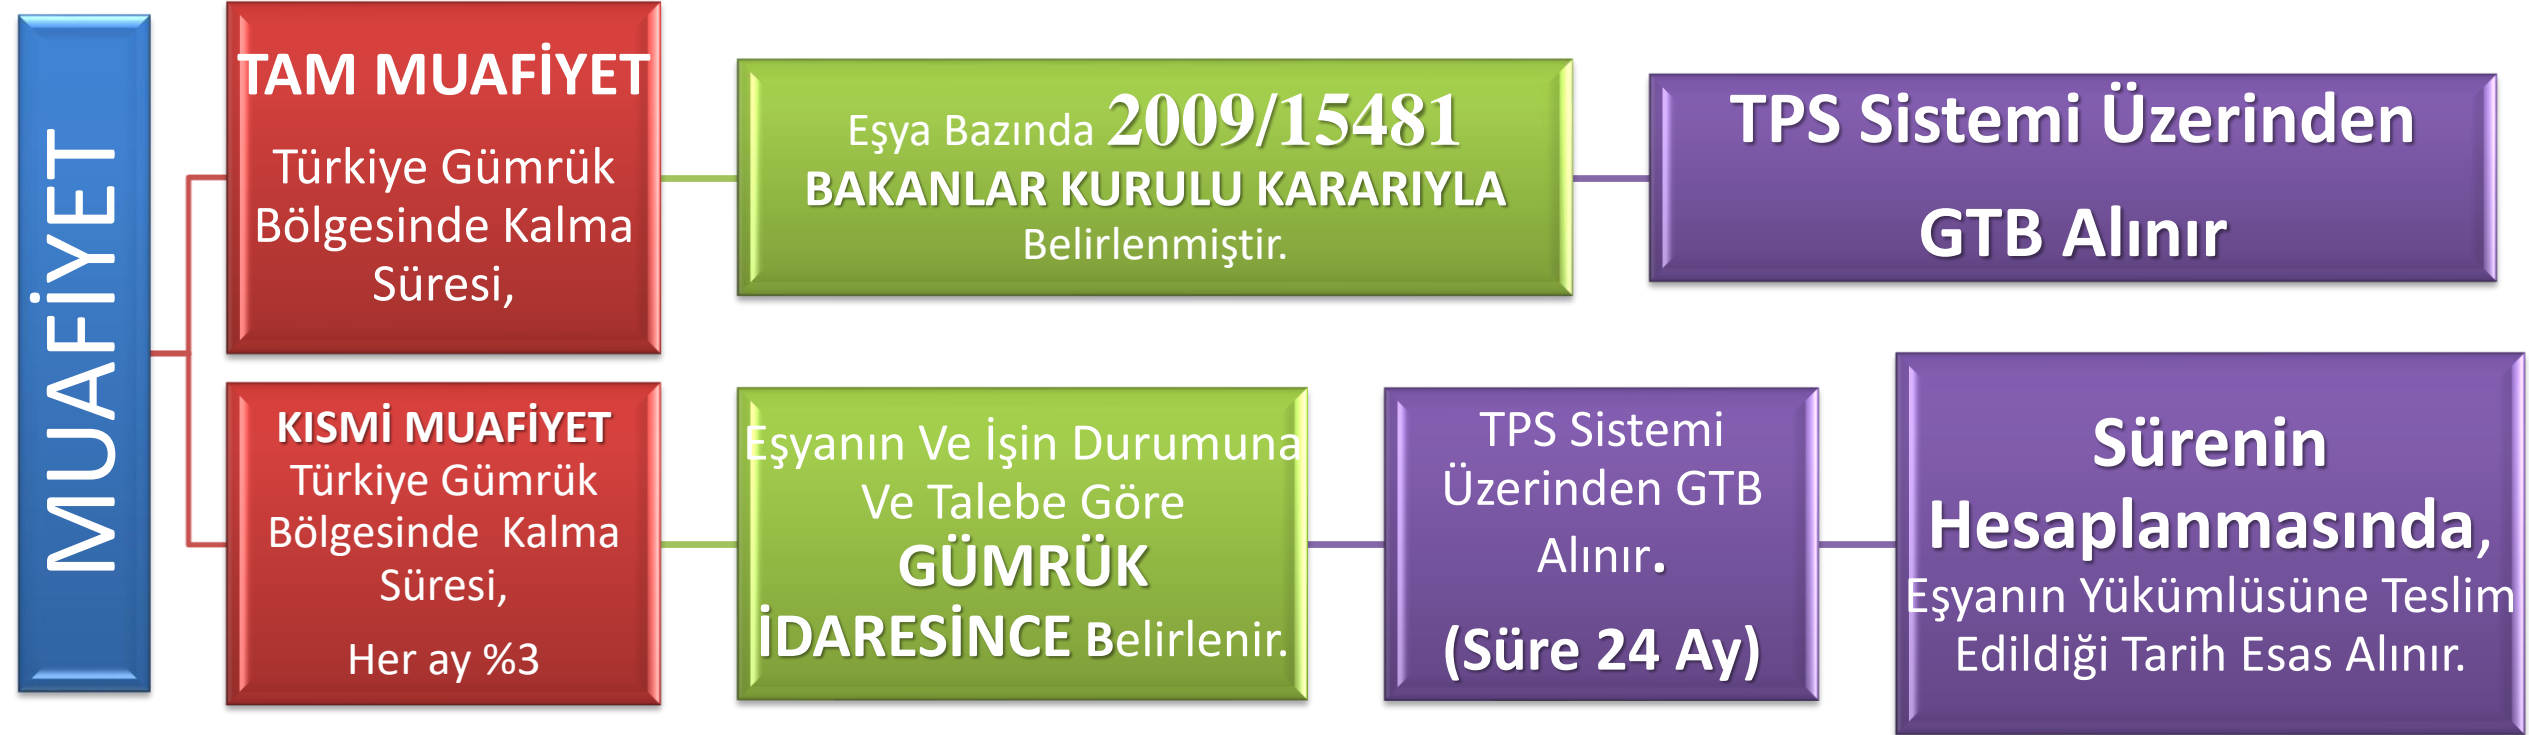 MUAFİYET
TAM MUAFİYET
Türkiye Gümrük
Bölgesinde Kalma
Süresi,
Eşya Bazında 2009/15481
BAKANLAR KURULU KARARIYLA
Belirlenmiştir.
TPS Sistemi Üzerinden
GTB Alınır
KISMİ MUAFİYET
Türkiye Gümrük
Bölgesinde Kalma
Süresi,
Her ay %3
Eşyanın Ve İşin Durumuna
Ve Talebe Göre
GÜMRÜK
İDARESİNCE Belirlenir.
TPS Sistemi
Üzerinden GTB
Alınır.
(Süre 24 Ay)
Sürenin
Hesaplanmasında,
Eşyanın Yükümlüsüne Teslim
Edildiği Tarih Esas Alınır.